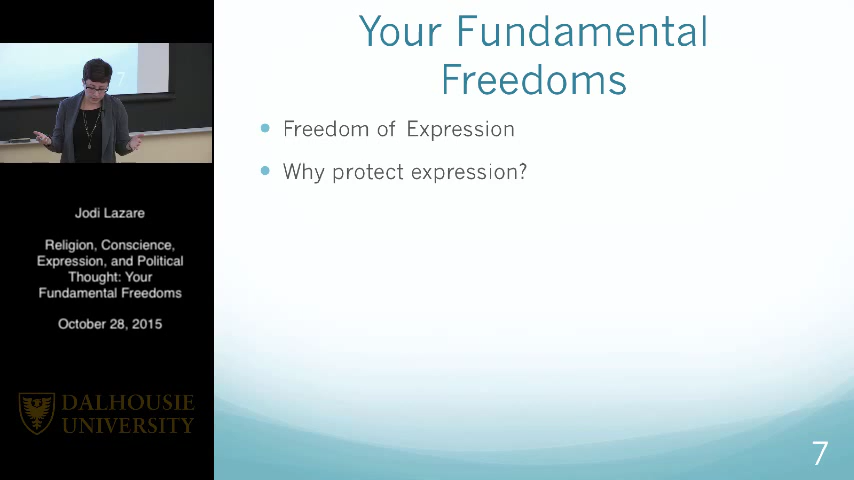 Your Fundamental
Freedoms
Freedom of Expression
Why protect expression?
7
7
Jodi Lazare
Religion, Conscience,
Expression, and Political
Thought: Your
Fundamental Freedoms
October 28, 2015
DALHOUSIE
UNIVERSITY